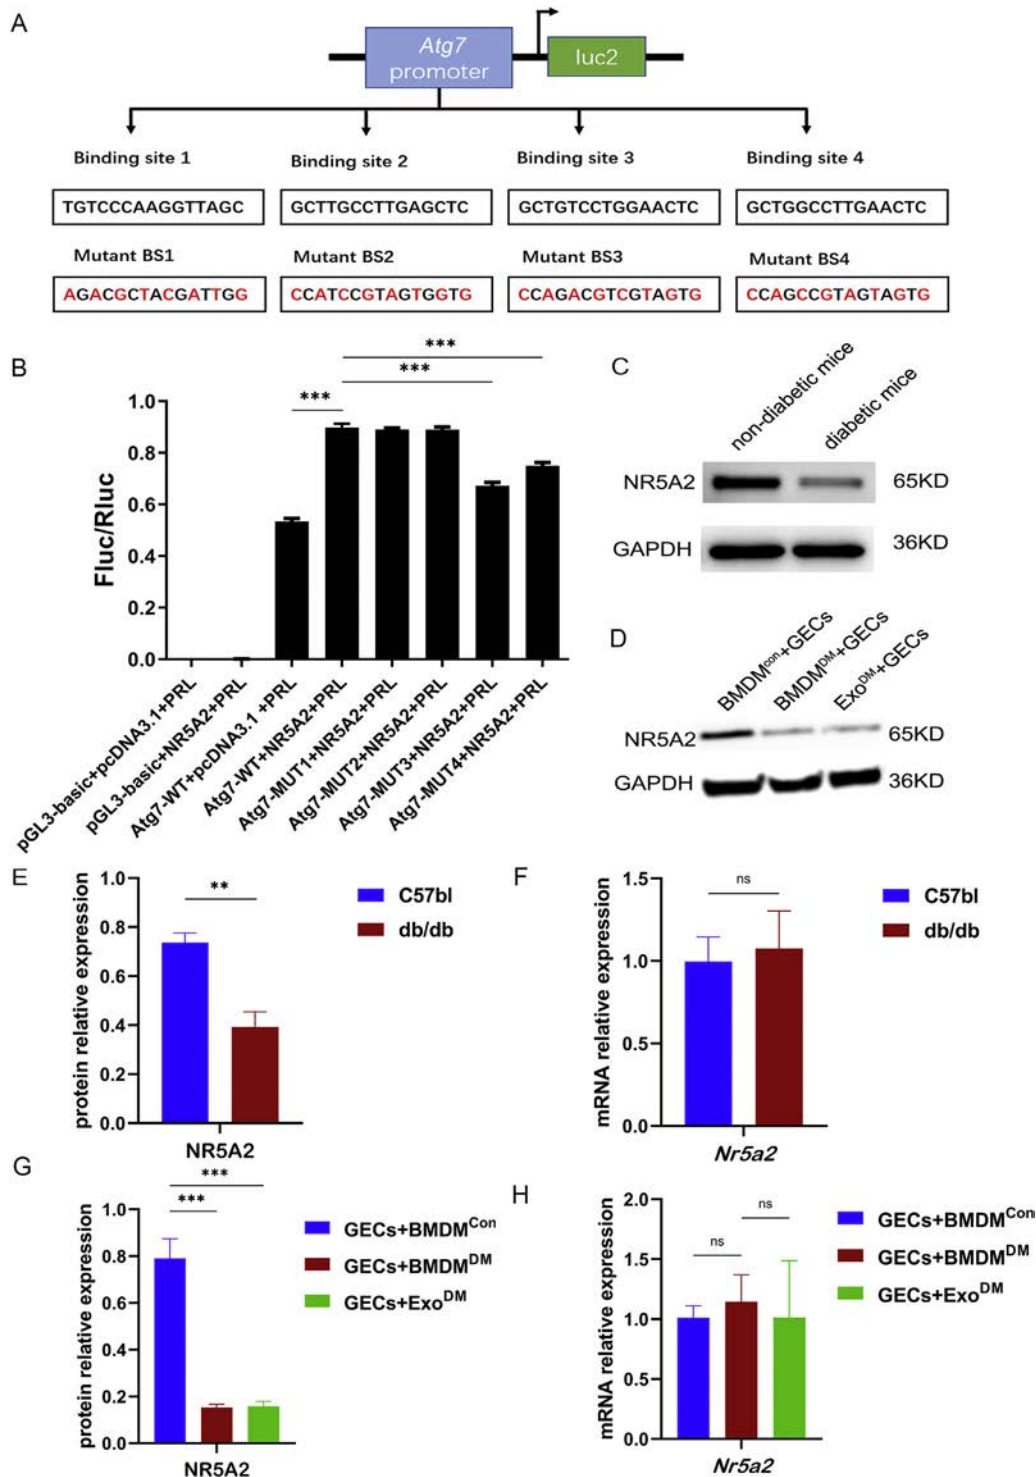 A
Atg7
promoter
luc2
Binding site 1
Binding site 2
Binding site 3
Binding site 4
TGTCCCAAGGTTAGC
GCTTGCCTTGAGCTC
GCTGTCCTGGAACTC
GCTGGCCTTGAACTC
Mutant BS1
Mutant BS2
Mutant BS3
Mutant BS4
AGACGCTACGATTGG
CCATCCGTAGTGGTG
CCAGACGTCGTAGTG
CCAGCCGTAGTAGTG
B
***
***
***
Fluc/Rluc
1.0
0.8
0.6
0.4
0.2
0.0
pGL3-basic+pcDNA3.1+PRL
pGL3-basic+NR5A2+PRL
Atg7-WT+pcDNA3.1 +PRL
Atg7-WT+NR5A2+PRL
Atg7-MUT1+NR5A2+PRL
Atg7-MUT2+NR5A2+PRL
Atg7-MUT3+NR5A2+PRL
Atg7-MUT4+NR5A2+PRL
C
non-diabetic mice
diabetic mice
NR5A2
65KD
GAPDH
36KD
D
BMDMcon+GECs
BMDMDM+GECs
ExoDM+GECs
NR5A2
65KD
GAPDH
36KD
E
protein relative expression
1.0
0.8
0.6
0.4
0.2
0.0
**
NR5A2
C57bl
db/db
F
mRNA relative expression
1.5
1.0
0.5
0.0
ns
Nr5a2
C57bl
db/db
G
protein relative expression
1.0
0.8
0.6
0.4
0.2
0.0
***
***
NR5A2
GECs+BMDMCon
GECs+BMDMDM
GECs+ExoDM
H
mRNA relative expression
2.0
1.5
1.0
0.5
0.0
ns
ns
Nr5a2
GECs+BMDMCon
GECs+BMDMDM
GECs+ExoDM